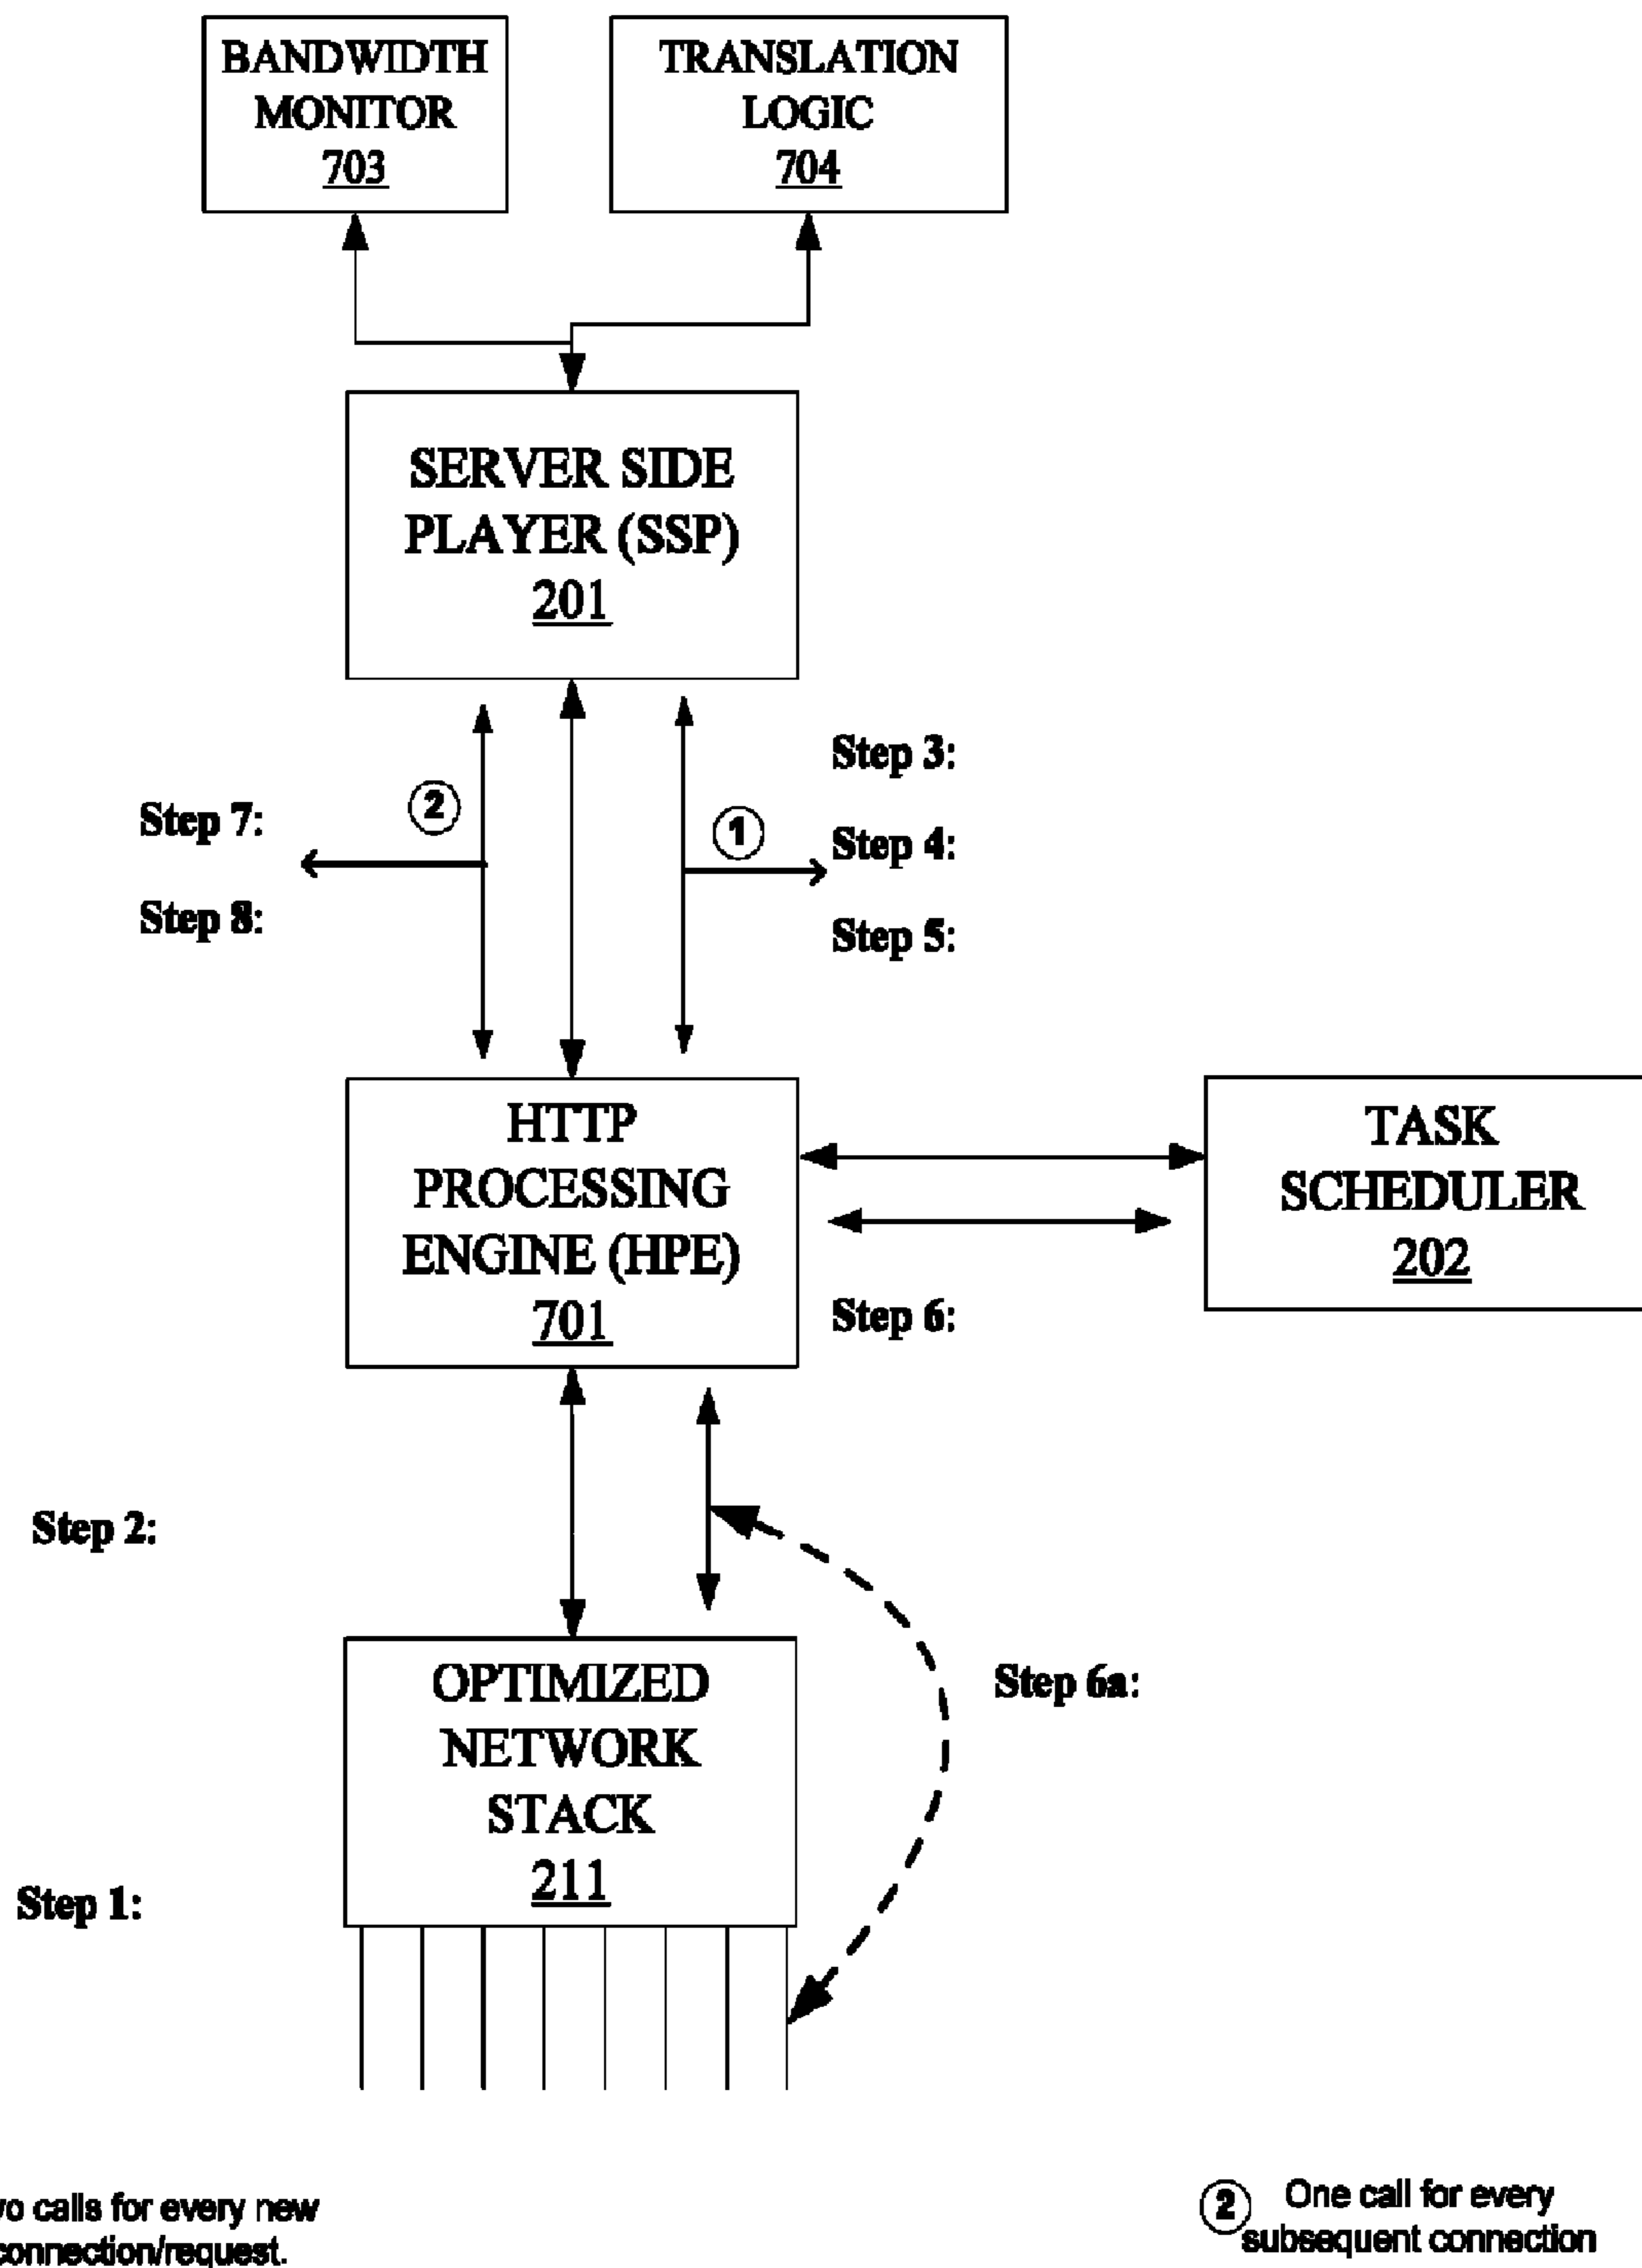 BANDWIDTH
MONITOR
703
TRANSLATION
LOGIC
704
SERVER SIDE
PLAYER (SSP)
201
Step 7:
Step 8:
2
1
Step 3:
Step 4:
Step 5:
HTTP
PROCESSING
ENGINE (HPE)
701
TASK
SCHEDULER
202
Step 6:
Step 2:
OPTIMIZED
NETWORK
STACK
211
Step 6a:
Step 1:
calls for every new
connection/request.
2 One call for every
subsequent connection